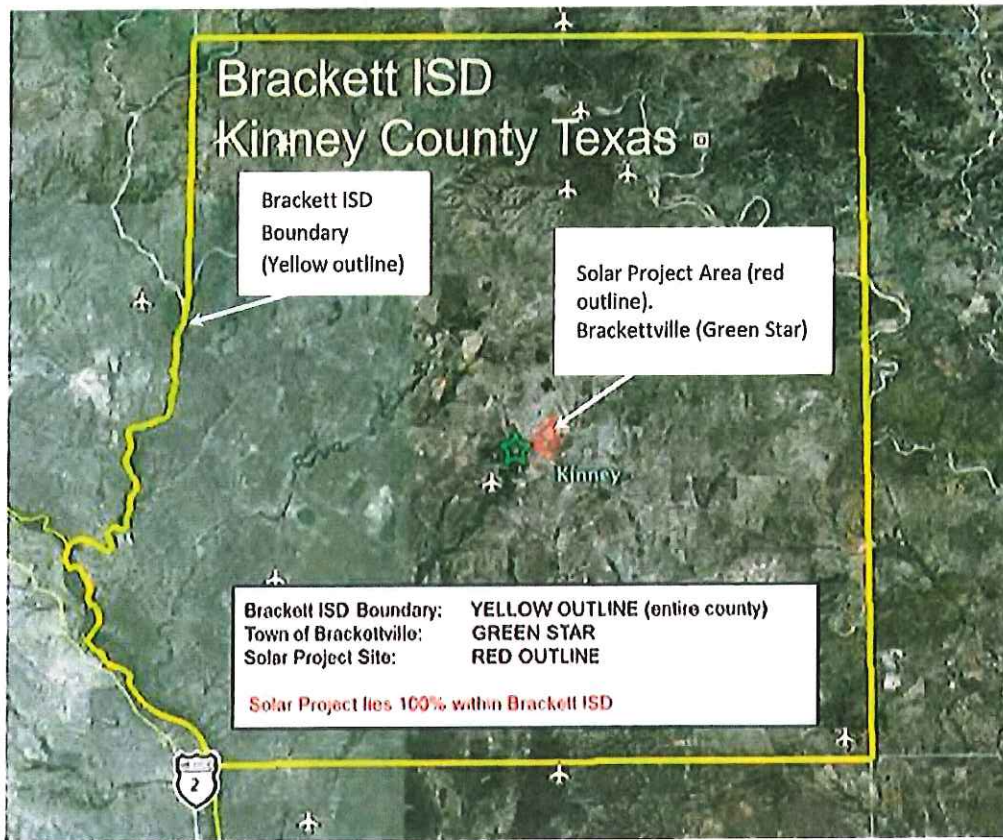 Brackett ISD
Kinney County Texas
Brackett ISD
Boundary
(Yellow outline)
Solar Project Area (red
outline).
Brackettville (Green Star)
Kinney
Brackett ISD Boundary: YELLOW OUTLINE (entire county)
Town of Brackettville: GREEN STAR
Solar Project Site: RED OUTLINE
Solar Project lies 100% within Brackett ISD
2